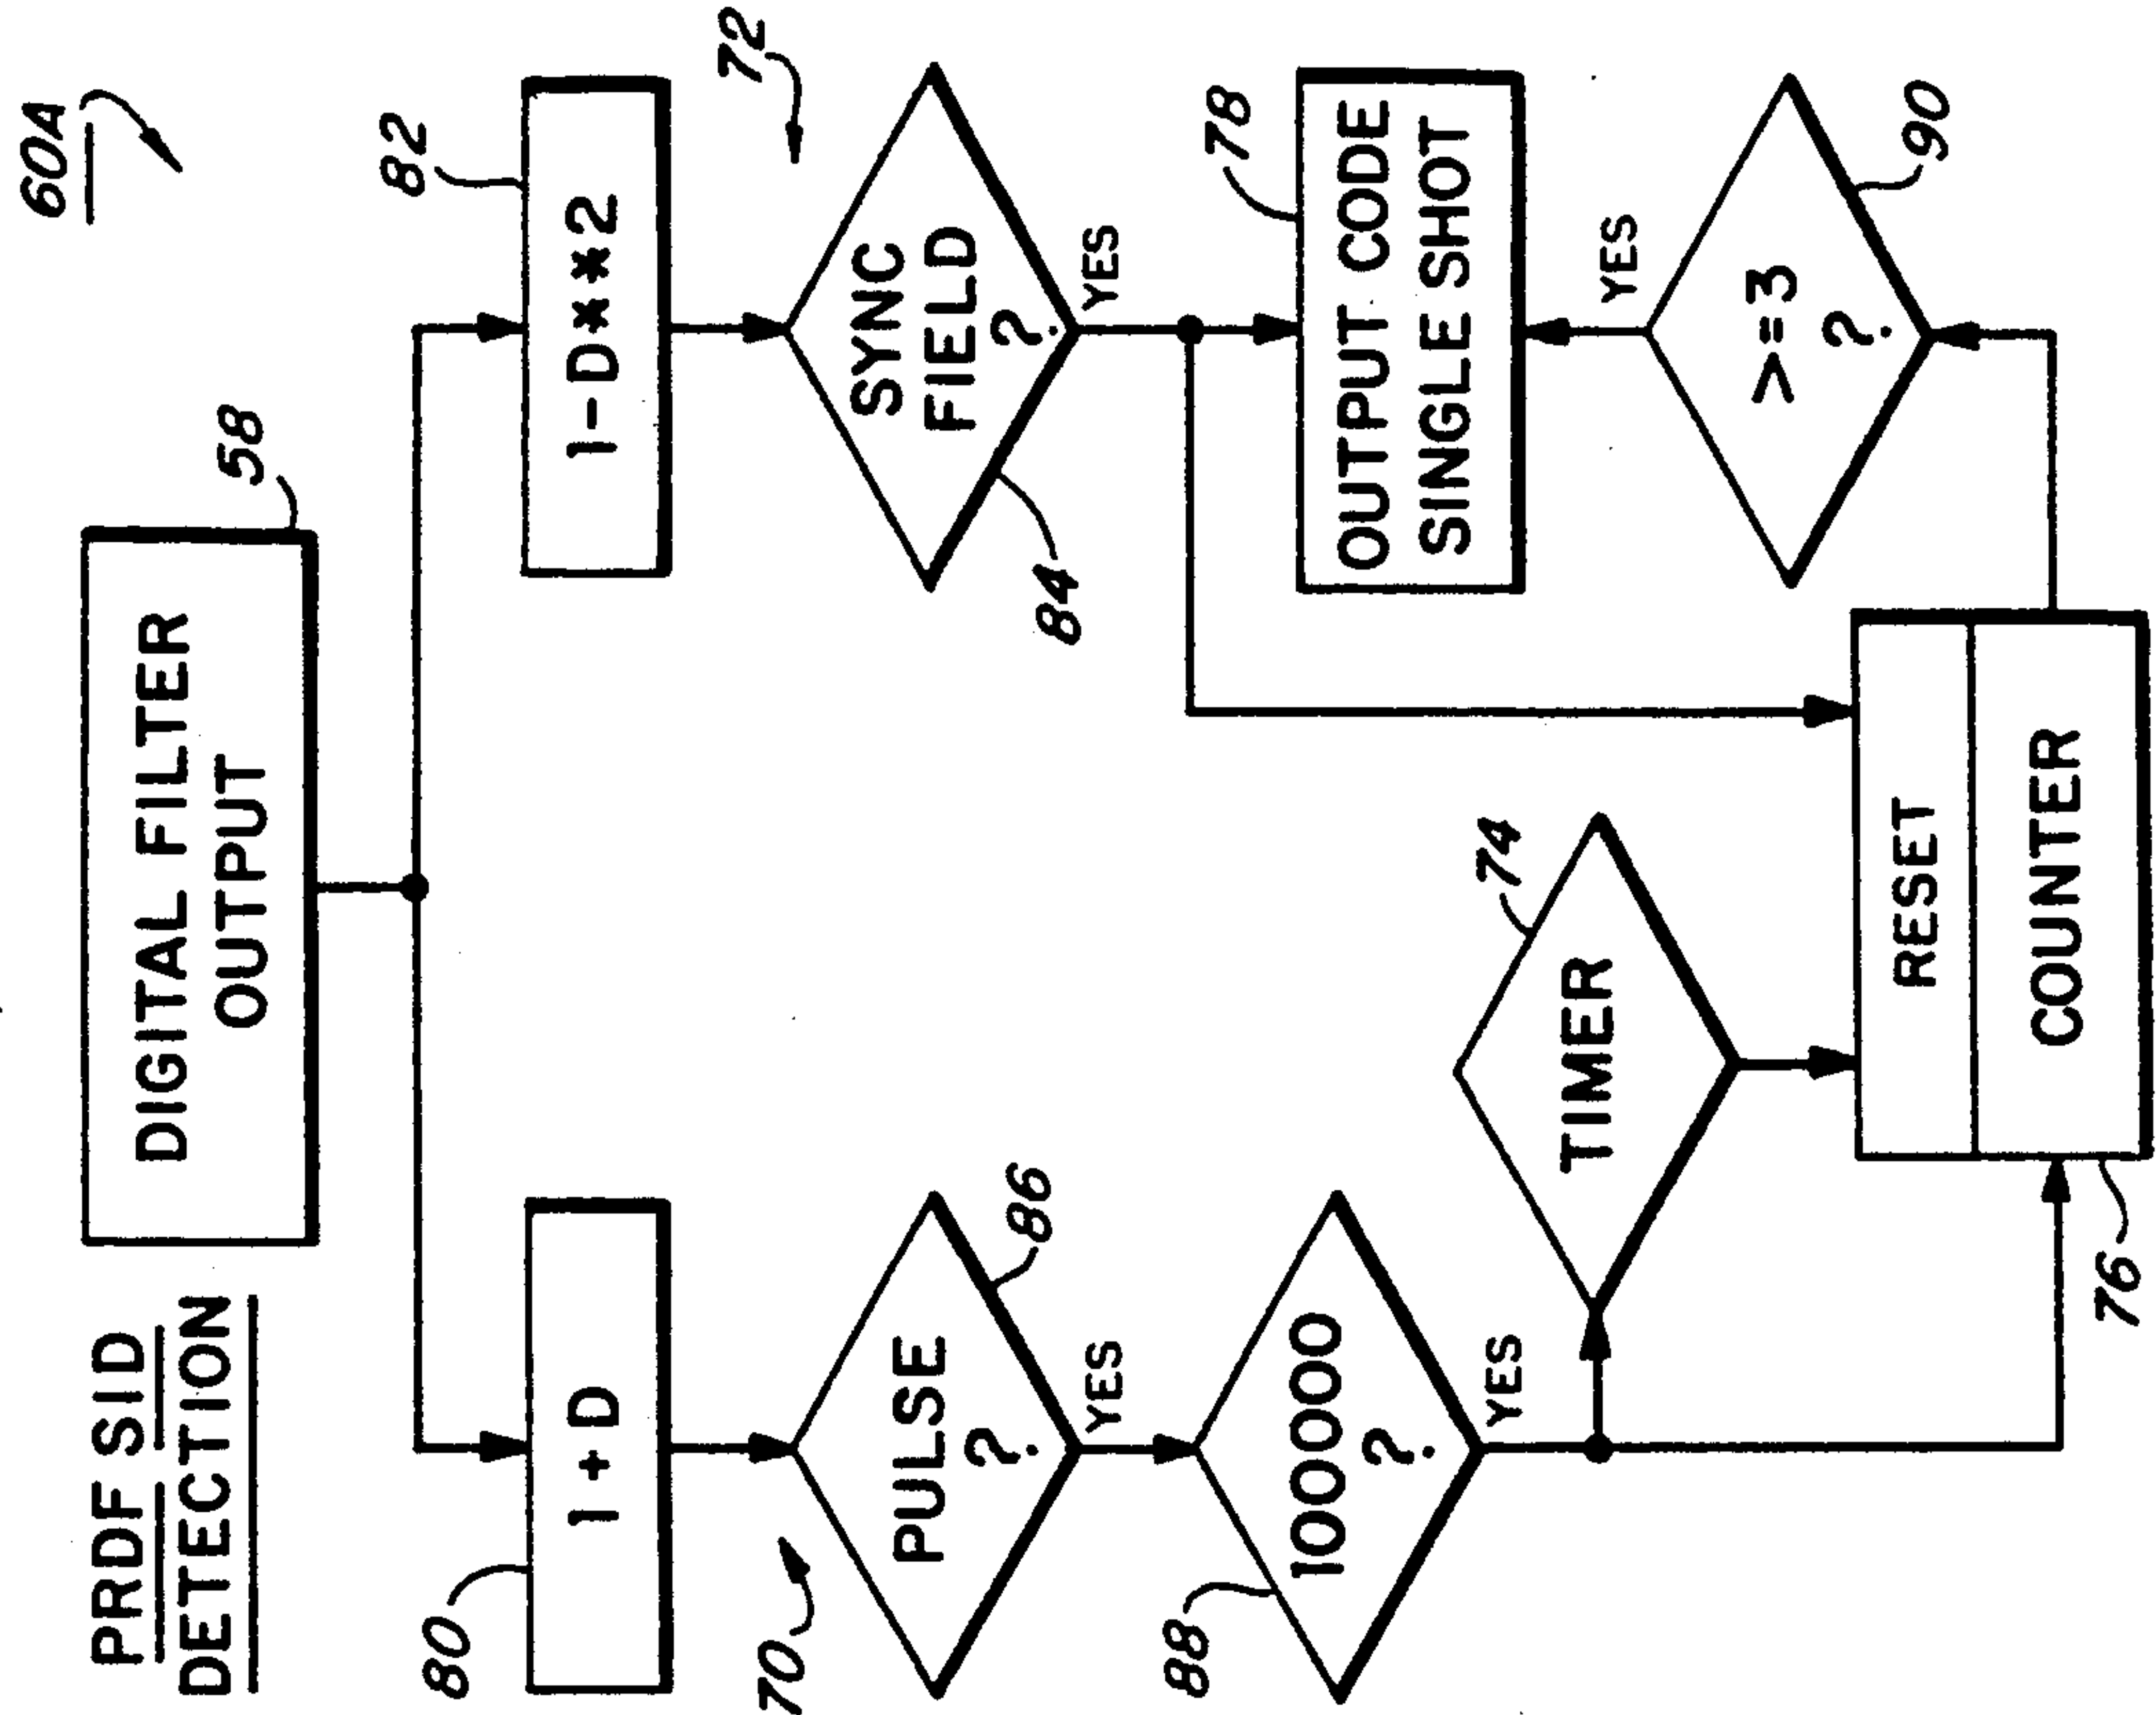 PRDF SID
DETECTION
60A
DIGITAL FILTER
OUTPUT
58
80
1 + D
82
1-D**2
70
PULSE
?
86
YES
72
SYNC
FIELD
?
84
YES
88
1000000
?
YES
78
OUTPUT CODE
SINGLE SHOT
TIMER
74
YES
>=3
?
90
RESET
COUNTER
76